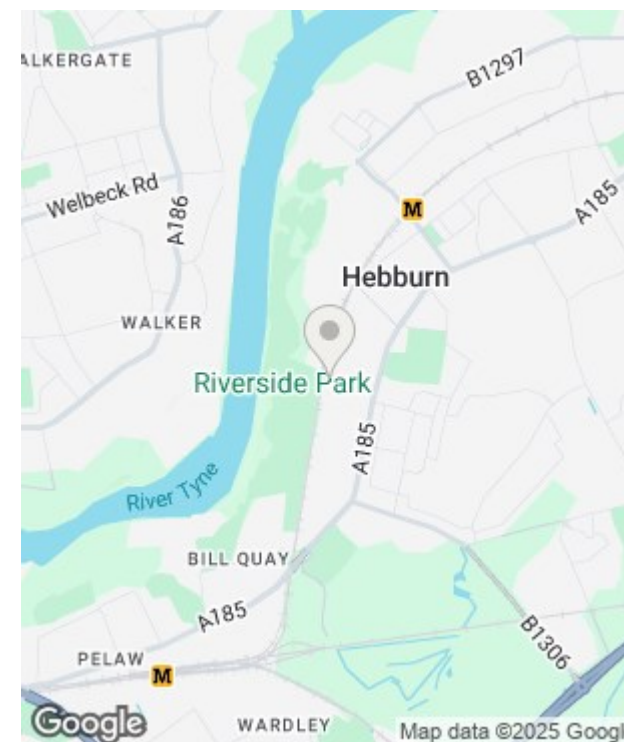 ALKERGATE
B1297
Welbeck Rd
A186
M
A185
Hebburn
WALKER
Riverside Park
A185
River Tyne
BILL QUAY
A185
B1306
PELAW
M
WARDLEY
Google
Map data ©2025 Googl